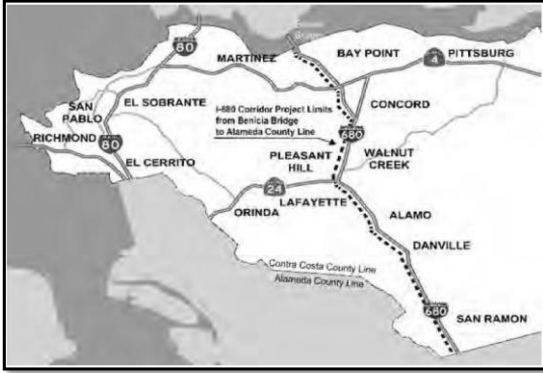 80
MARTINEZ
BAY POINT
PITTSBURG
4
SAN
PABLO
EL SOBRANTE
I-680 Corridor Project Limits
from Benicia Bridge
to Alameda County Line
CONCORD
680
RICHMOND
80
EL CERRITO
PLEASANT
HILL
WALNUT
CREEK
24
LAFAYETTE
ORINDA
ALAMO
DANVILLE
Contra Costa County Line
Alameda County Line
680
SAN RAMON